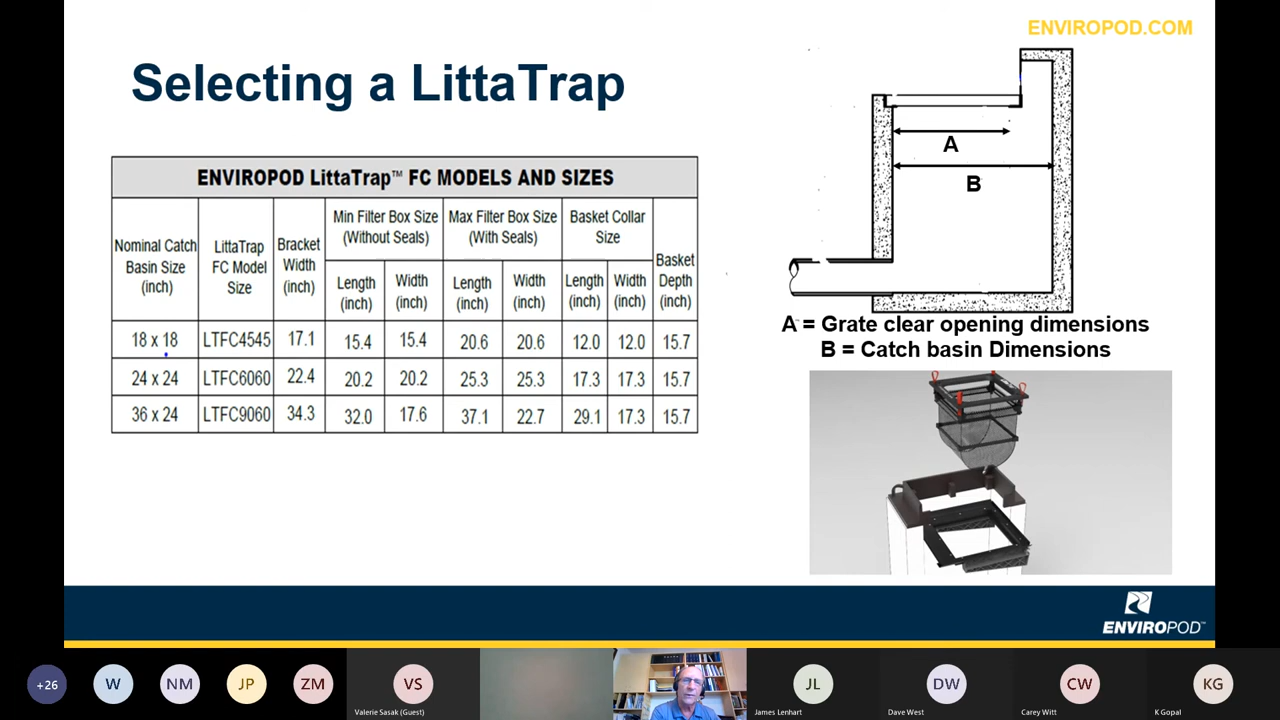 ENVIROPOD.COM
Selecting a LittaTrap
ENVIROPOD LittaTrap™ FC MODELS AND SIZES
Nominal Catch Basin Size (inch)
LittaTrap FC Model Size
Bracket Width (inch)
Min Filter Box Size (Without Seals)
Max Filter Box Size (With Seals)
Basket Collar Size
Basket Depth (inch)
Length (inch) Width (inch) Length (inch) Width (inch) Length (inch) Width (inch)
18 x 18 LTFC4545 17.1 15.4 15.4 20.6 20.6 12.0 12.0 15.7
24 x 24 LTFC6060 22.4 20.2 20.2 25.3 25.3 17.3 17.3 15.7
36 x 24 LTFC9060 34.3 32.0 17.6 37.1 22.7 29.1 17.3 15.7
A
B
A = Grate clear opening dimensions
B = Catch basin Dimensions
ENVIROPOD™
+26
W
NM
JP
ZM
VS
Valerie Sasak (Guest)
JL
James Lenhart
DW
Dave West
CW
Carey Witt
KG
K Gopal